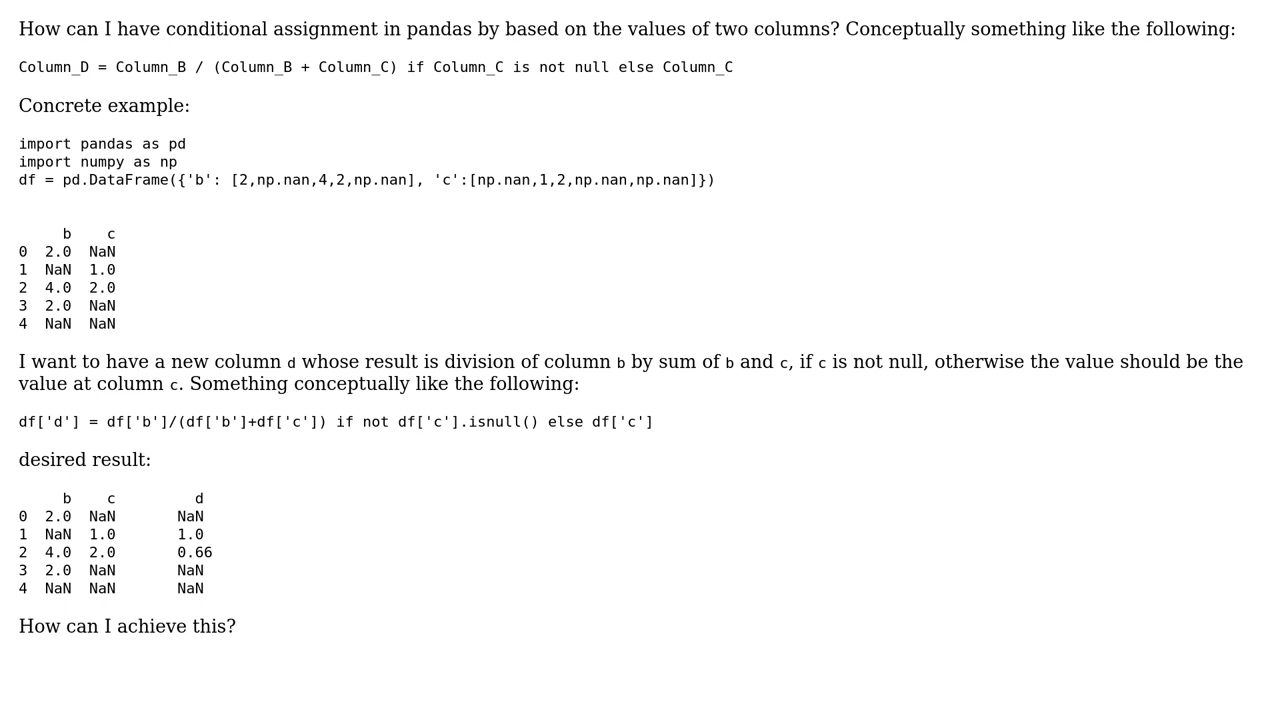 How can I have conditional assignment in pandas by based on the values of two columns? Conceptually something like the following:
Column_D = Column_B / (Column_B + Column_C) if Column_C is not null else Column_C
Concrete example:
import pandas as pd
import numpy as np
df = pd.DataFrame({'b': [2,np.nan,4,2,np.nan], 'c':[np.nan,1,2,np.nan,np.nan]})
     b    c
0  2.0  NaN
1  NaN  1.0
2  4.0  2.0
3  2.0  NaN
4  NaN  NaN
I want to have a new column d whose result is division of column b by sum of b and c, if c is not null, otherwise the value should be the
value at column c. Something conceptually like the following:
df['d'] = df['b']/(df['b']+df['c']) if not df['c'].isnull() else df['c']
desired result:
     b    c         d
0  2.0  NaN       NaN
1  NaN  1.0       1.0
2  4.0  2.0       0.66
3  2.0  NaN       NaN
4  NaN  NaN       NaN
How can I achieve this?